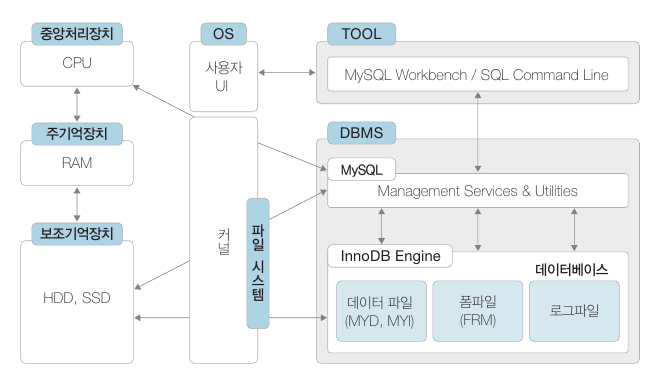 중앙처리장치
CPU
주기억장치
RAM
보조기억장치
HDD, SSD
OS
사용자
UI
커널
파일 시스템
TOOL
MySQL Workbench / SQL Command Line
DBMS
MySQL
Management Services & Utilities
InnoDB Engine
데이터베이스
데이터 파일
(MYD, MYI)
폼파일
(FRM)
로그파일